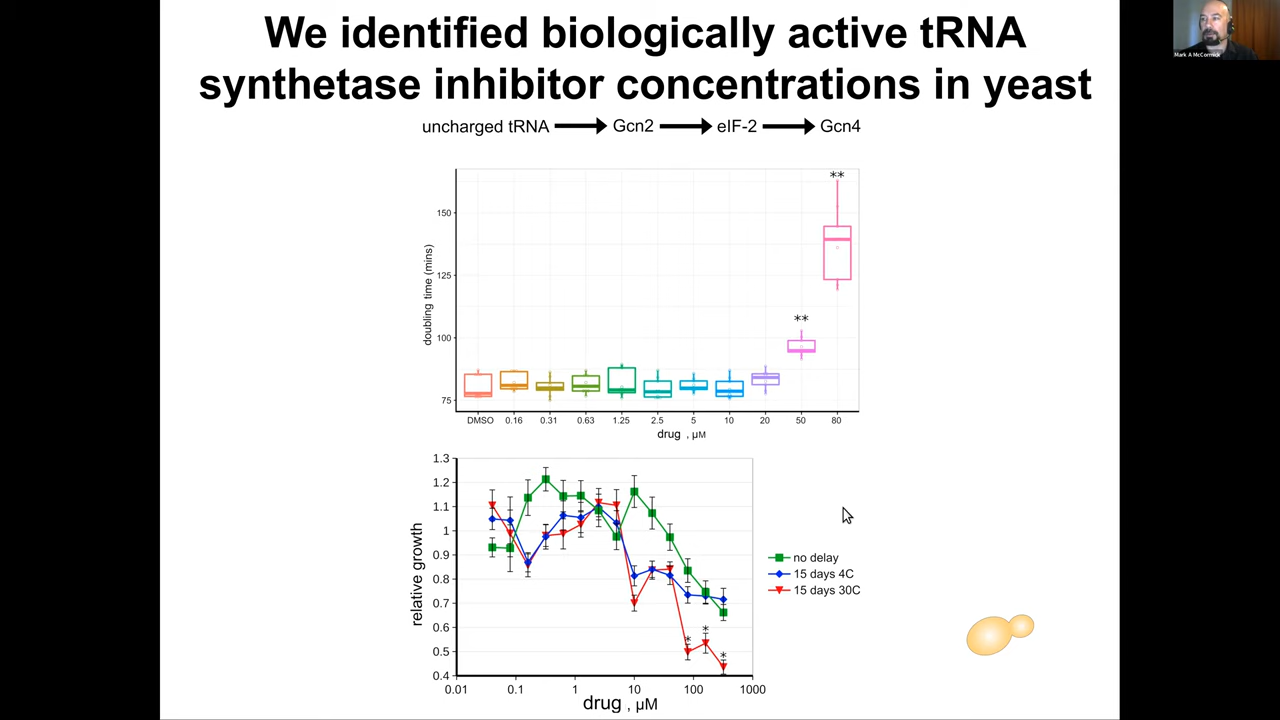 We identified biologically active tRNA
synthetase inhibitor concentrations in yeast
Mark A McCormick
uncharged tRNA → Gcn2 → eIF-2 → Gcn4
**
150
125
100
75
doubling time (mins)
**
DMSO 0.16 0.31 0.63 1.25 2.5 5 10 20 50 80
drug , µM
1.3
1.2
1.1
1
0.9
0.8
0.7
0.6
0.5
0.4
relative growth
* * *
no delay
15 days 4C
15 days 30C
0.01 0.1 1 10 100 1000
drug , µM